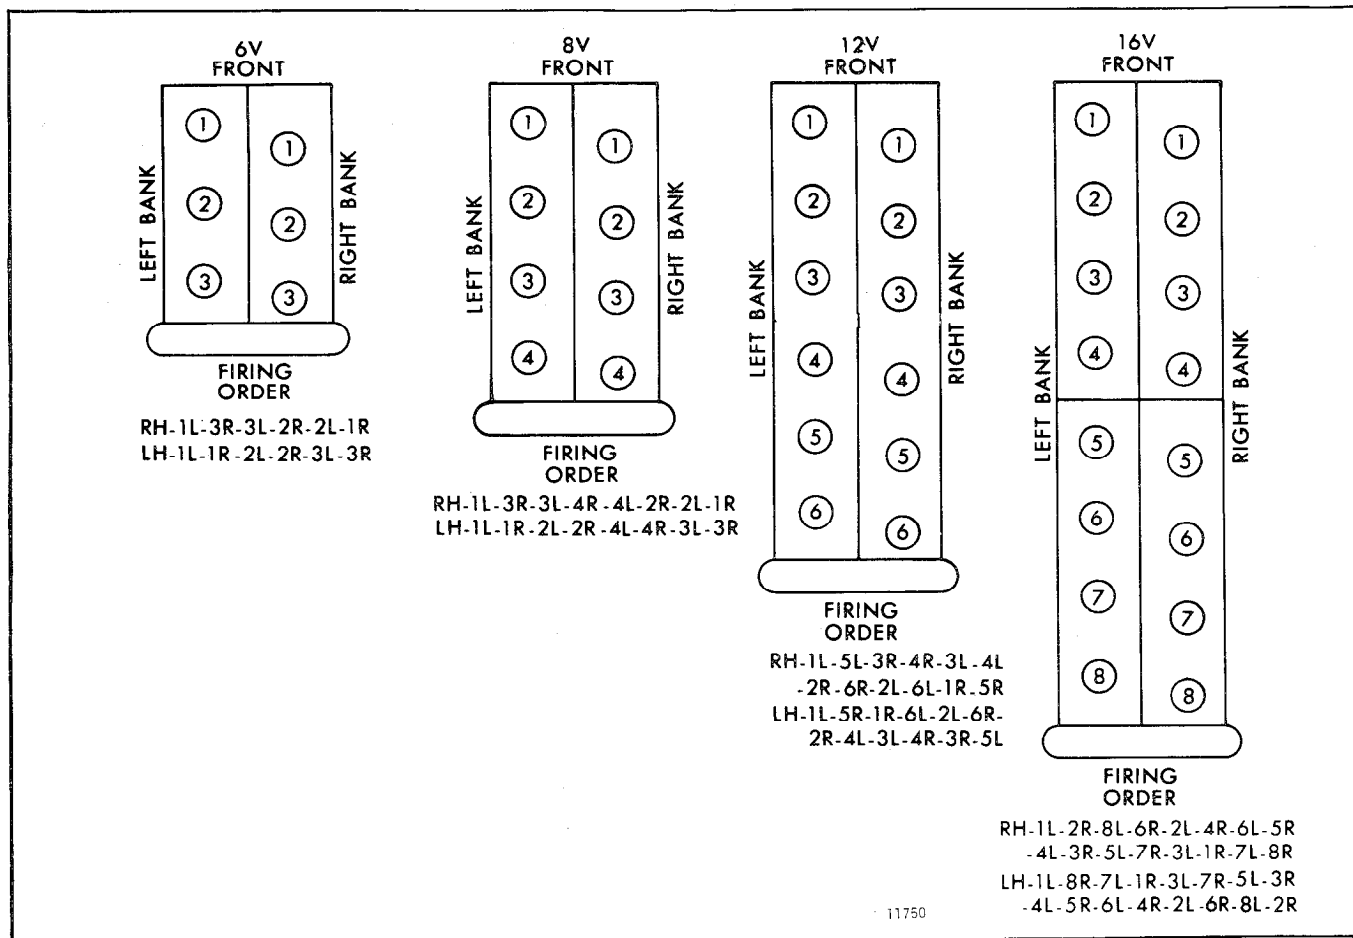 6V
FRONT
LEFT BANK
1
2
3
1
2
3
RIGHT BANK
FIRING
ORDER
RH-1L-3R-3L-2R-2L-1R
LH-1L-1R-2L-2R-3L-3R
8V
FRONT
LEFT BANK
1
2
3
4
1
2
3
4
RIGHT BANK
FIRING
ORDER
RH-1L-3R-3L-4R-4L-2R-2L-1R
LH-1L-1R-2L-2R-4L-4R-3L-3R
12V
FRONT
LEFT BANK
1
2
3
4
5
6
1
2
3
4
5
6
RIGHT BANK
FIRING
ORDER
RH-1L-5L-3R-4R-3L-4L
-2R-6R-2L-6L-1R-5R
LH-1L-5R-1R-6L-2L-6R-
2R-4L-3L-4R-3R-5L
16V
FRONT
LEFT BANK
1
2
3
4
5
6
7
8
1
2
3
4
5
6
7
8
RIGHT BANK
FIRING
ORDER
RH-1L-2R-8L-6R-2L-4R-6L-5R
-4L-3R-5L-7R-3L-1R-7L-8R
LH-1L-8R-7L-1R-3L-7R-5L-3R
-4L-5R-6L-4R-2L-6R-8L-2R
11750